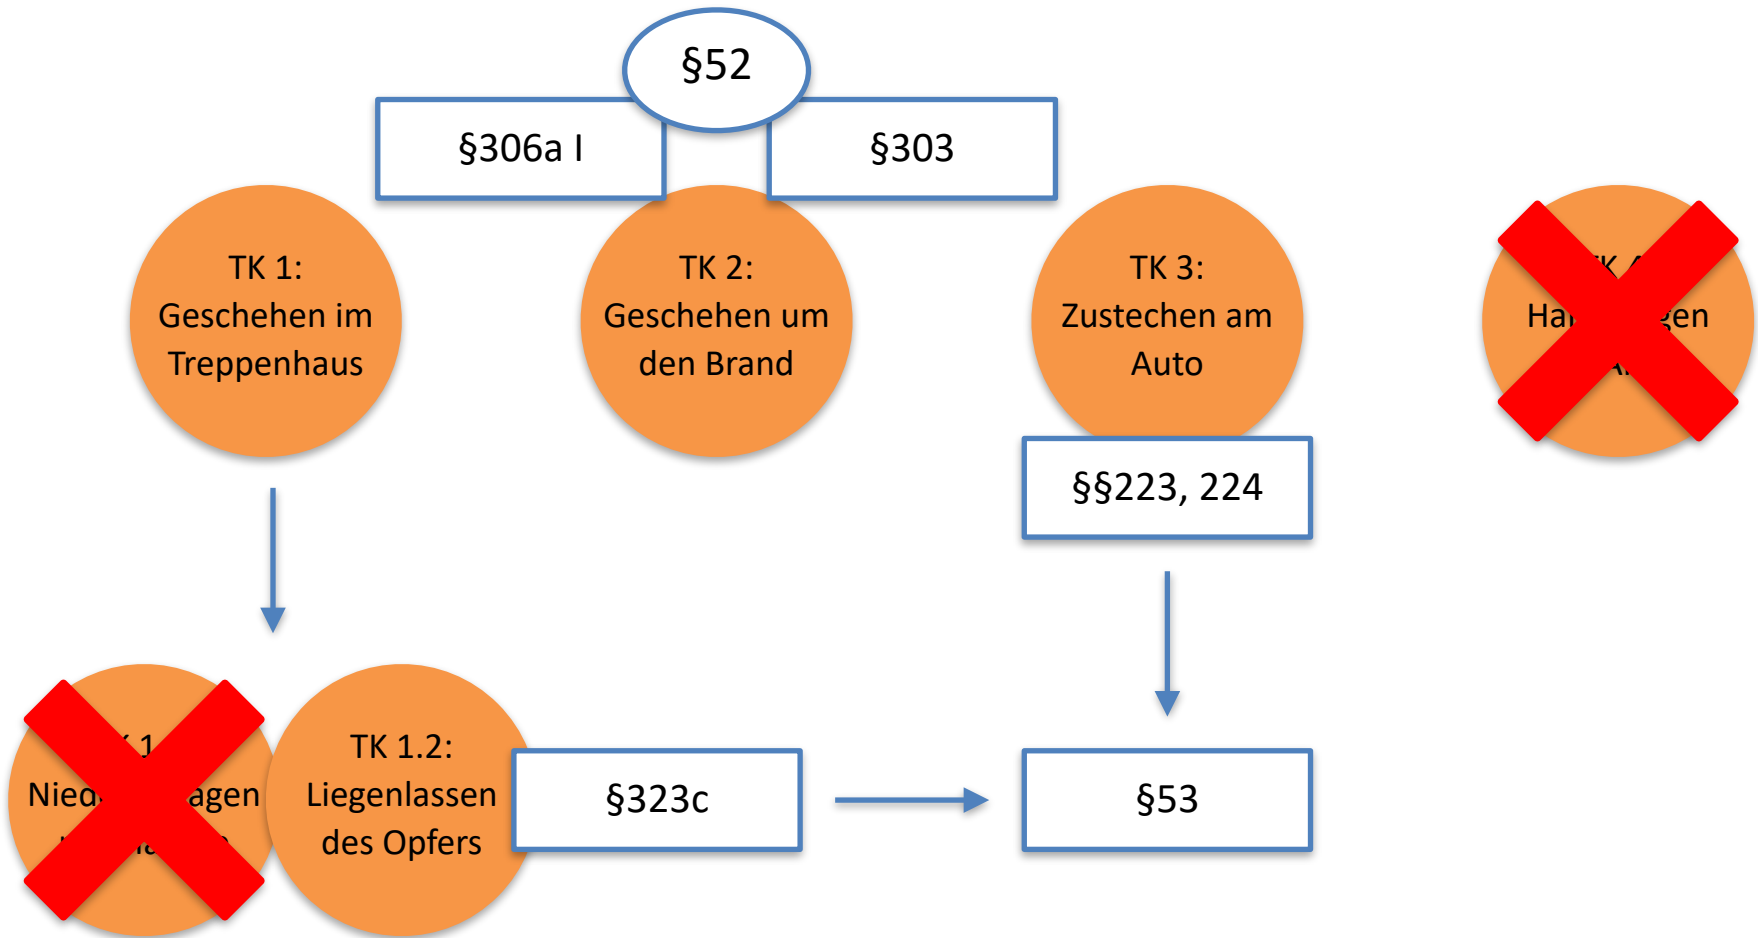 §52
§306a I
§303
TK 1:
Geschehen im
Treppenhaus
TK 2:
Geschehen um
den Brand
TK 3:
Zustechen am
Auto
§§223, 224
TK 1.2:
Liegenlassen
des Opfers
§323c
§53